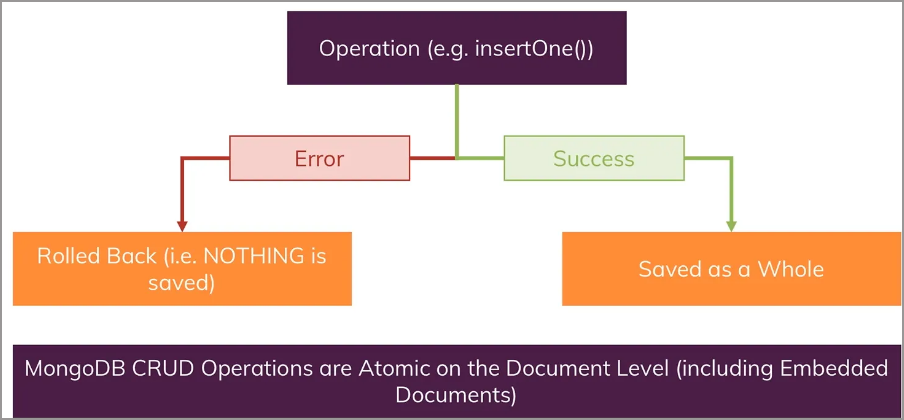 Operation (e.g. insertOne())
Error
Success
Rolled Back (i.e. NOTHING is
saved)
Saved as a Whole
MongoDB CRUD Operations are Atomic on the Document Level (including Embedded
Documents)